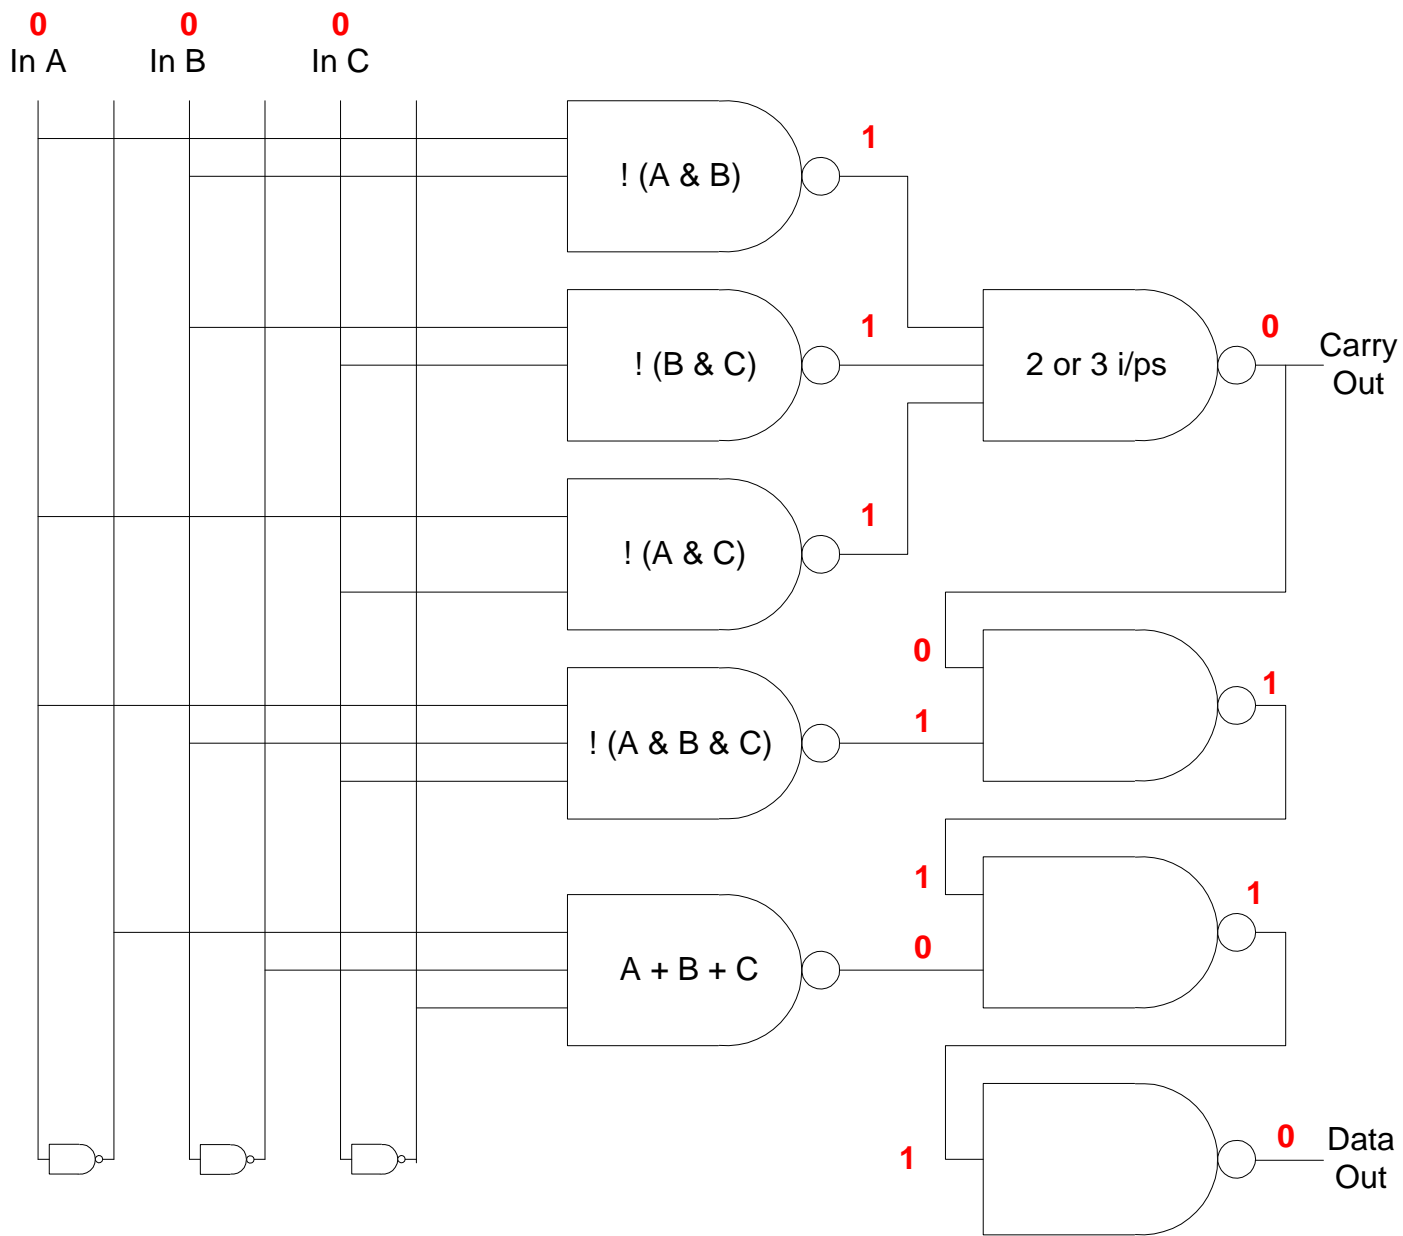 0 0 0
In A In B In C
1
! (A & B)
1
! (B & C)
0
Carry
Out
2 or 3 i/ps
1
! (A & C)
0
1
1
! (A & B & C)
1
1
0
A + B + C
1
0
Data
Out